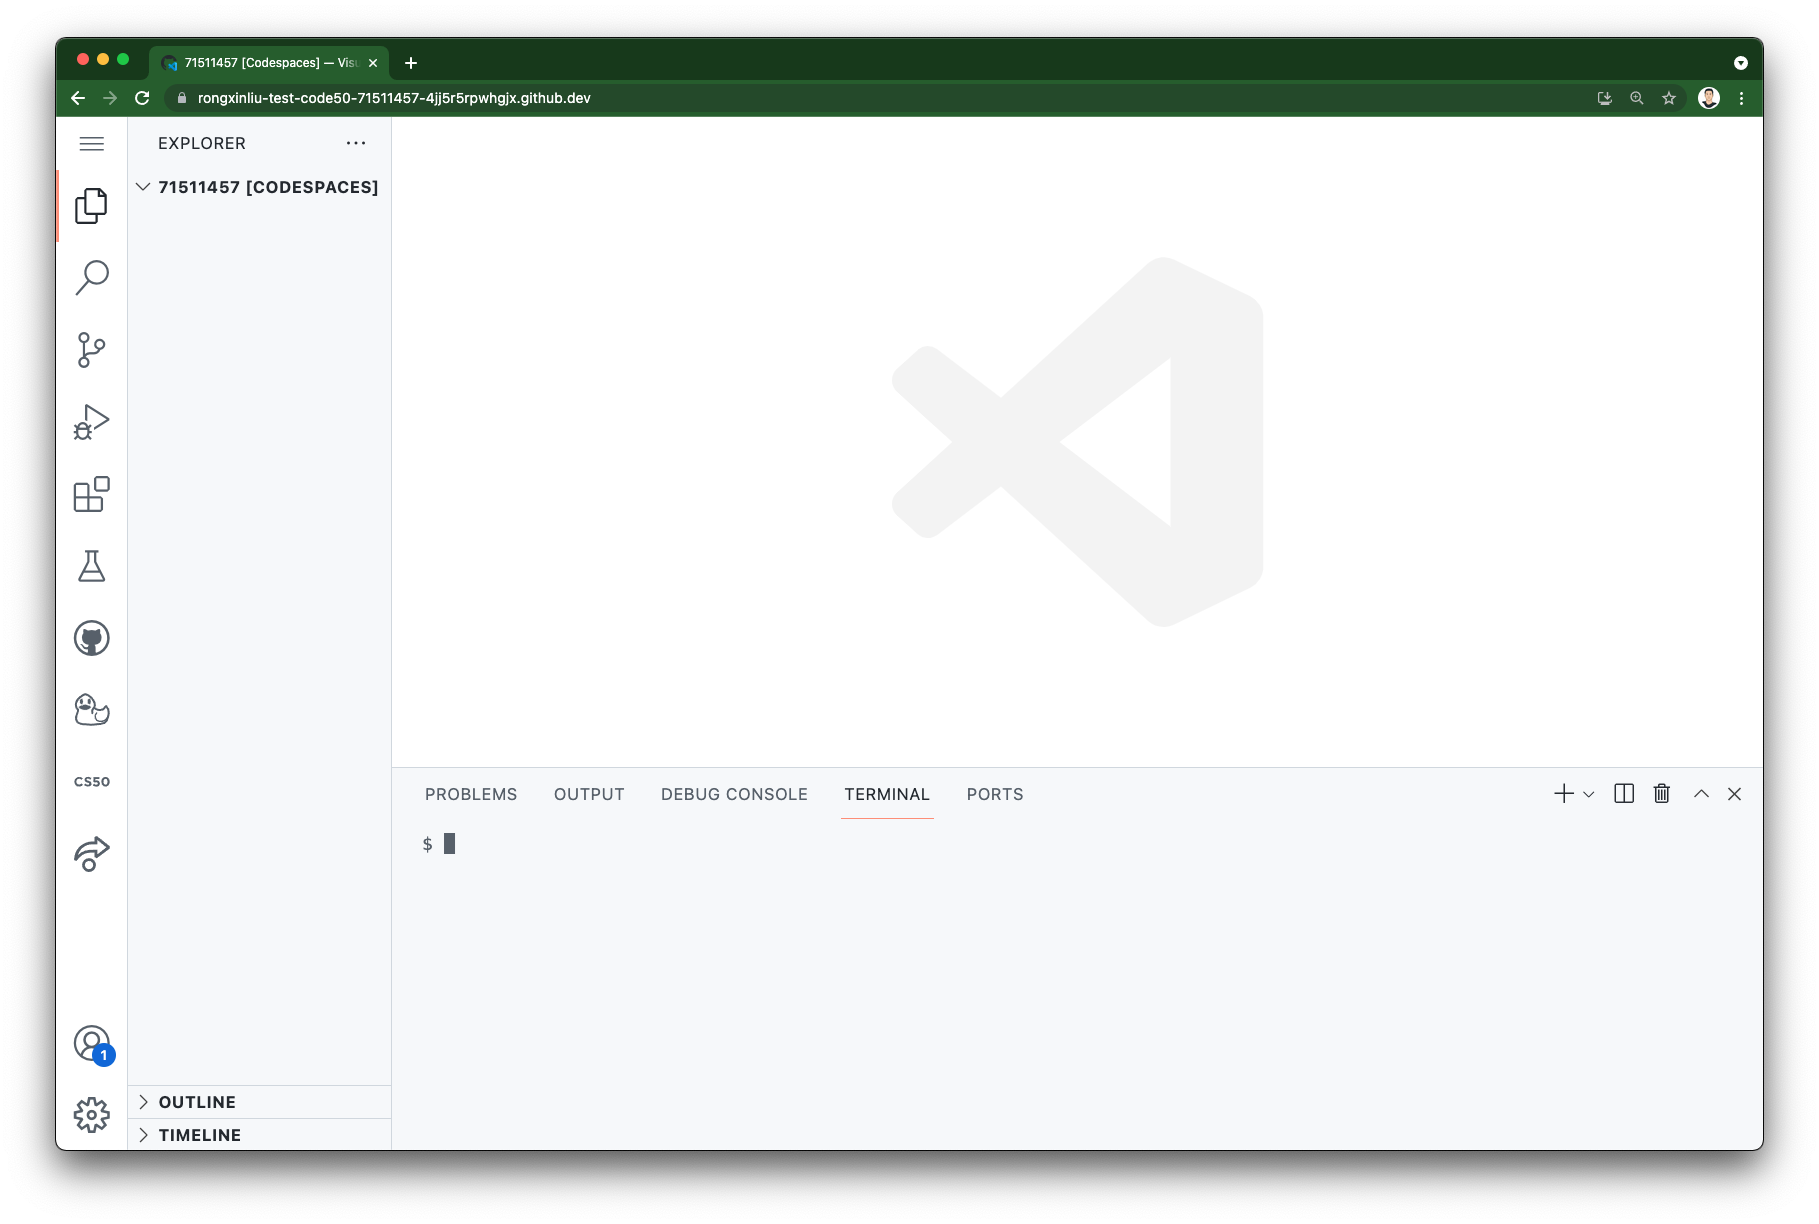 71511457 [Codespaces] — Visu
rongxinliu-test-code50-71511457-4jj5r5rpwhgjx.github.dev
EXPLORER
71511457 [CODESPACES]
CS50
1
OUTLINE
TIMELINE
PROBLEMS OUTPUT DEBUG CONSOLE TERMINAL PORTS
$